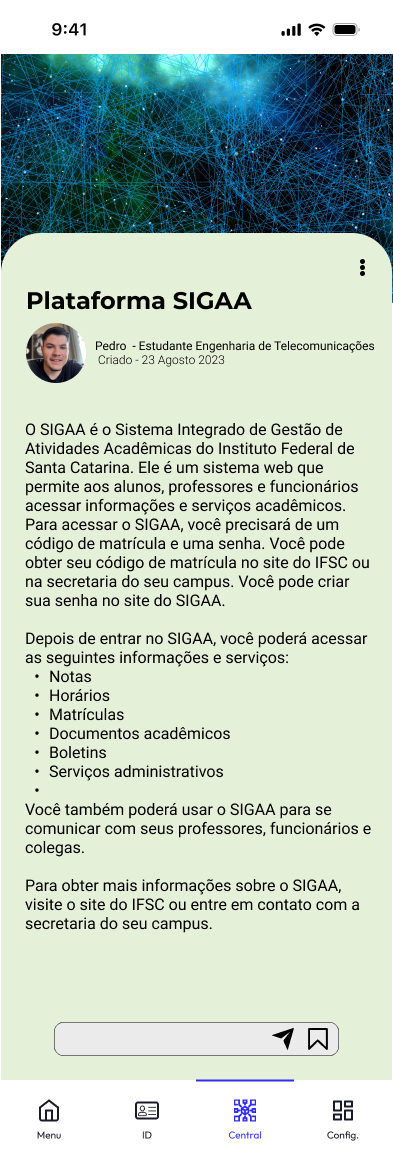 9:41
Plataforma SIGAA
Pedro - Estudante Engenharia de Telecomunicações
Criado - 23 Agosto 2023
O SIGAA é o Sistema Integrado de Gestão de
Atividades Acadêmicas do Instituto Federal de
Santa Catarina. Ele é um sistema web que
permite aos alunos, professores e funcionários
acessar informações e serviços acadêmicos.
Para acessar o SIGAA, você precisará de um
código de matrícula e uma senha. Você pode
obter seu código de matrícula no site do IFSC ou
na secretaria do seu campus. Você pode criar
sua senha no site do SIGAA.
Depois de entrar no SIGAA, você poderá acessar
as seguintes informações e serviços:
• Notas
• Horários
• Matrículas
• Documentos acadêmicos
• Boletins
• Serviços administrativos
•
Você também poderá usar o SIGAA para se
comunicar com seus professores, funcionários e
colegas.
Para obter mais informações sobre o SIGAA,
visite o site do IFSC ou entre em contato com a
secretaria do seu campus.
Menu
ID
Central
Config.